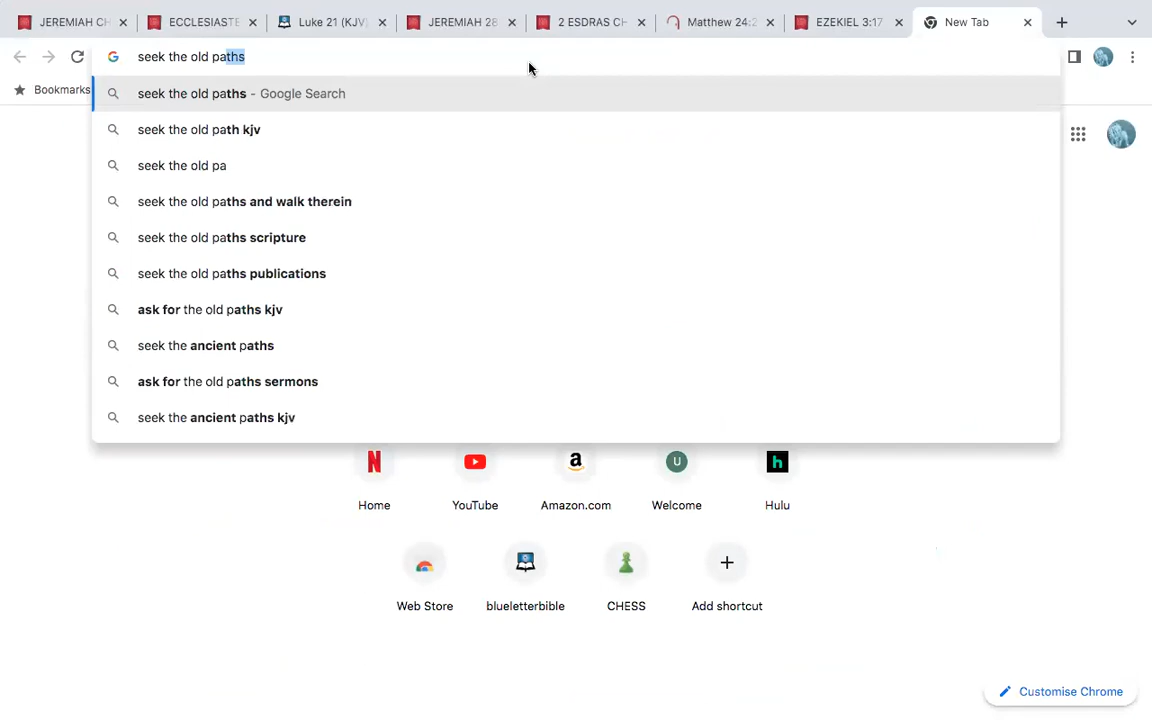 JEREMIAH CH
ECCLESIASTE
Luke 21 (KJV)
JEREMIAH 28
2 ESDRAS CH
Matthew 24:2
EZEKIEL 3:17
New Tab
seek the old paths
Bookmarks
seek the old paths - Google Search
seek the old path kjv
seek the old pa
seek the old paths and walk therein
seek the old paths scripture
seek the old paths publications
ask for the old paths kjv
seek the ancient paths
ask for the old paths sermons
seek the ancient paths kjv
N
a
U
h
Home
YouTube
Amazon.com
Welcome
Hulu
Web Store
blueletterbible
CHESS
Add shortcut
Customise Chrome